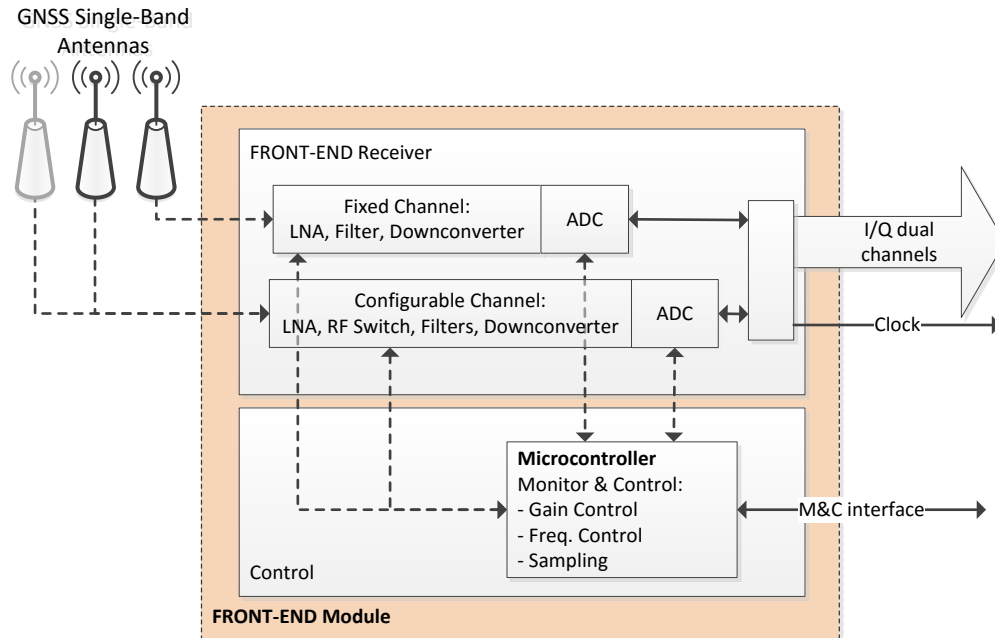 GNSS Single-Band
Antennas
FRONT-END Receiver
Fixed Channel:
LNA, Filter, Downconverter
ADC
Configurable Channel:
LNA, RF Switch, Filters, Downconverter
ADC
I/Q dual
channels
Clock
Microcontroller
Monitor & Control:
- Gain Control
- Freq. Control
- Sampling
M&C interface
Control
FRONT-END Module